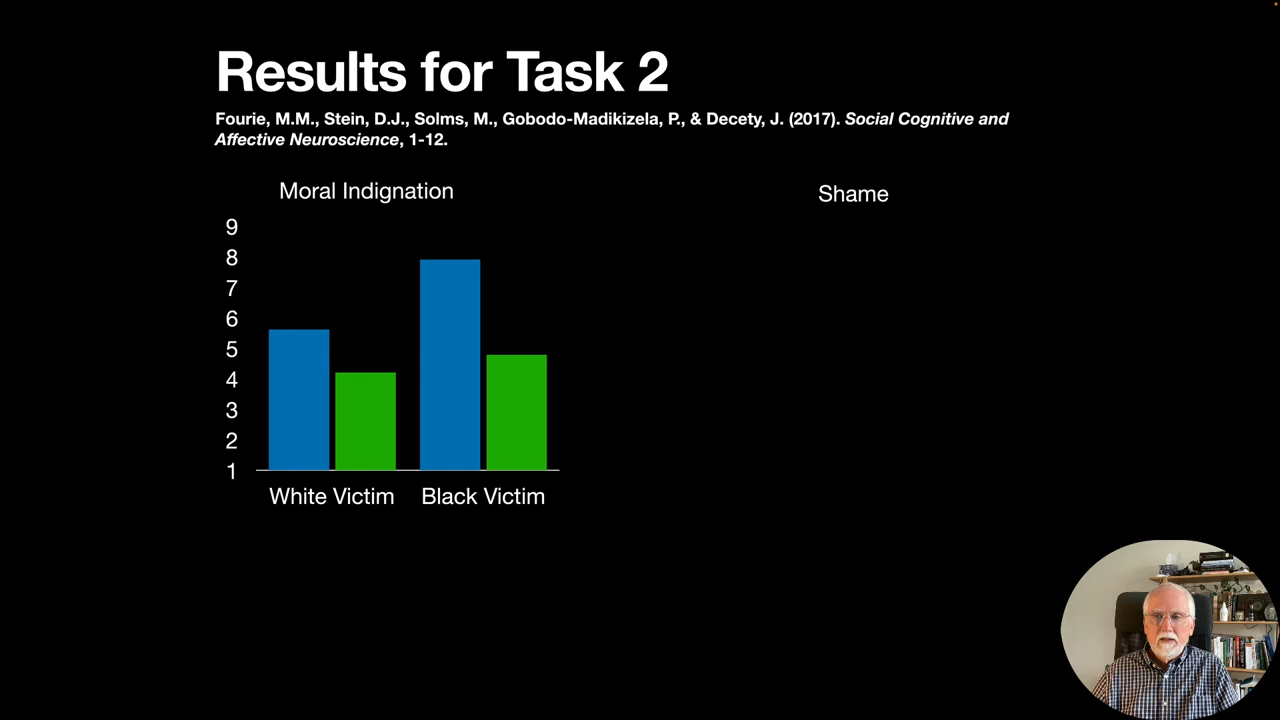 Results for Task 2
Fourie, M.M., Stein, D.J., Solms, M., Gobodo-Madikizela, P., & Decety, J. (2017). Social Cognitive and
Affective Neuroscience, 1-12.
Moral Indignation
Shame
9
8
7
6
5
4
3
2
1
White Victim
Black Victim